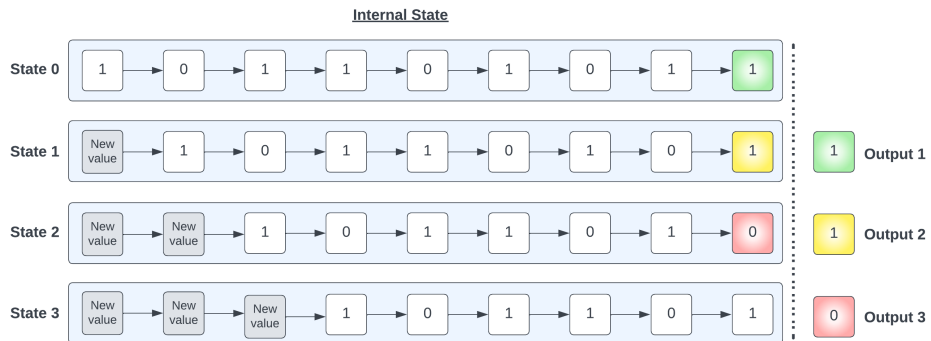 Internal State
State 0 1 0 1 1 0 1 0 1 1
State 1 New value 1 0 1 1 0 1 0 1 1 Output 1
State 2 New value New value 1 0 1 1 0 1 0 1 Output 2
State 3 New value New value New value 1 0 1 1 0 1 0 Output 3